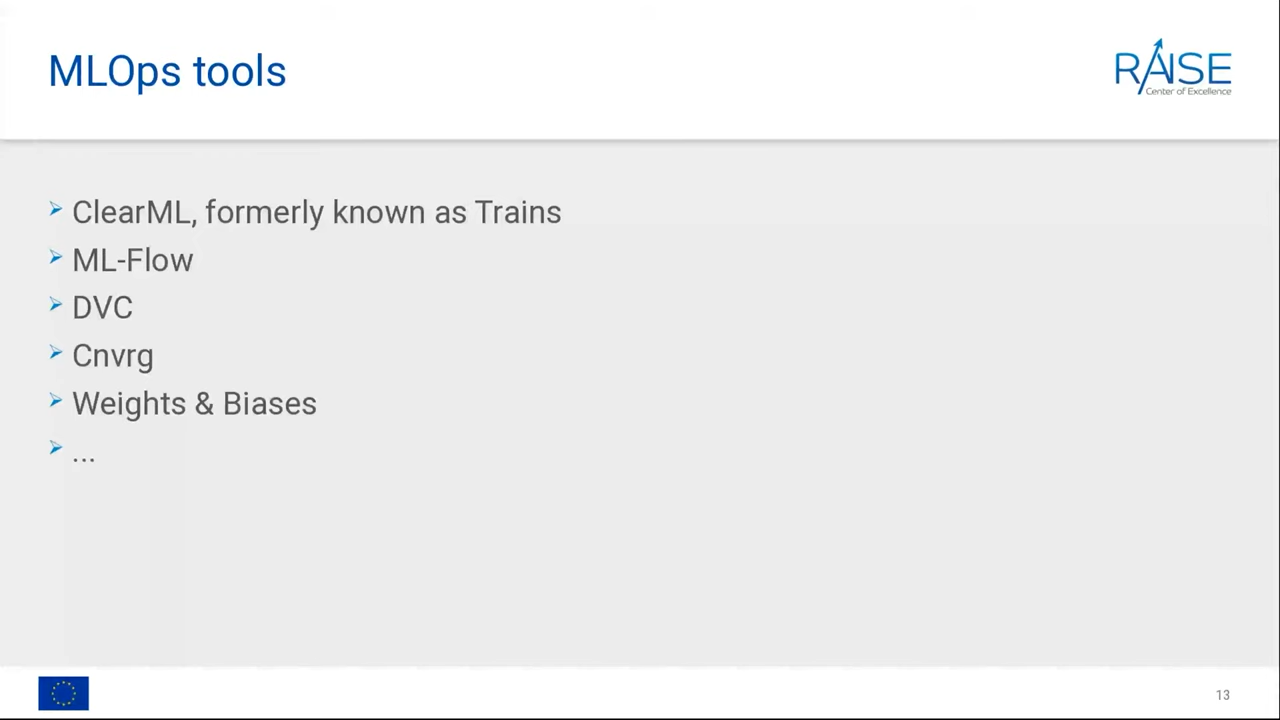 MLOps tools
RAISE
Center of Excellence
ClearML, formerly known as Trains
ML-Flow
DVC
Cnvrg
Weights & Biases
...
13